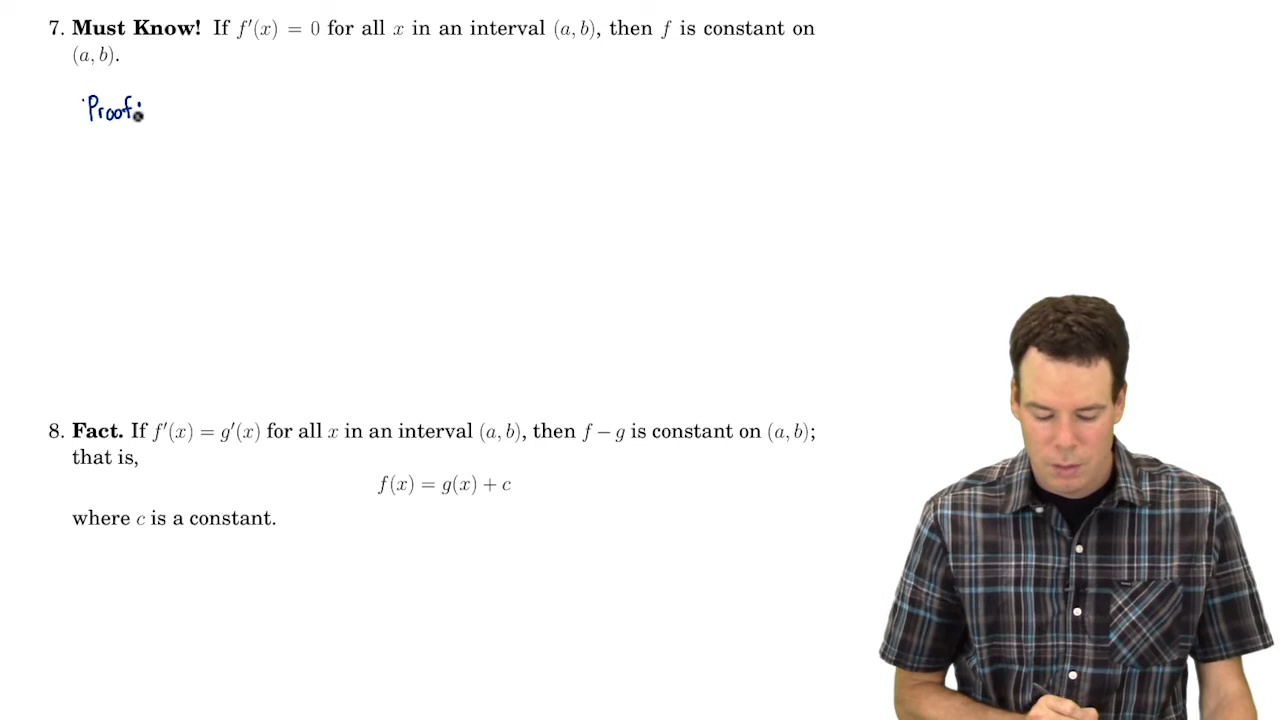 7. Must Know! If f′(x) = 0 for all x in an interval (a, b), then f is constant on
(a, b).
Proof:
8. Fact. If f′(x) = g′(x) for all x in an interval (a, b), then f − g is constant on (a, b);
that is,
f(x) = g(x) + c
where c is a constant.